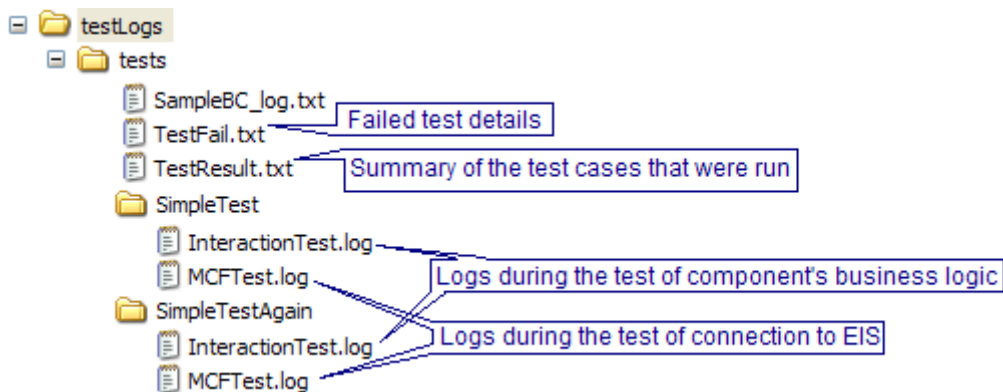 testLogs
tests
SampleBC_log.txt
Failed test details
TestFail.txt
TestResult.txt
Summary of the test cases that were run
SimpleTest
InteractionTest.log
MCFTest.log
Logs during the test of component's business logic
SimpleTestAgain
Logs during the test of connection to EIS
InteractionTest.log
MCFTest.log